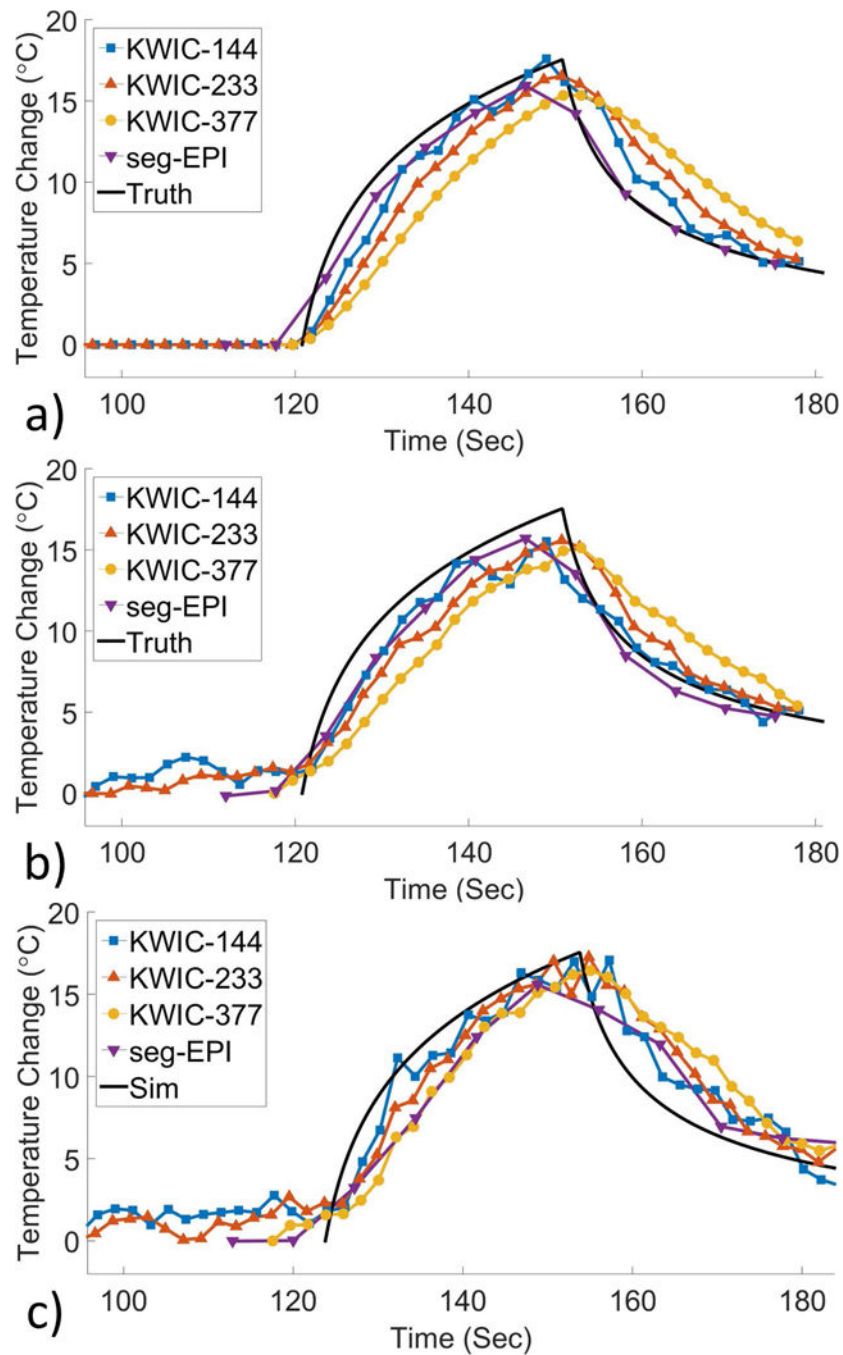 20
15
10
5
0
Temperature Change (°C)
KWIC-144
KWIC-233
KWIC-377
seg-EPI
Truth
100 120 140 160 180
Time (Sec)
a)
20
15
10
5
0
Temperature Change (°C)
KWIC-144
KWIC-233
KWIC-377
seg-EPI
Truth
100 120 140 160 180
Time (Sec)
b)
20
15
10
5
0
Temperature Change (°C)
KWIC-144
KWIC-233
KWIC-377
seg-EPI
Sim
100 120 140 160 180
Time (Sec)
c)